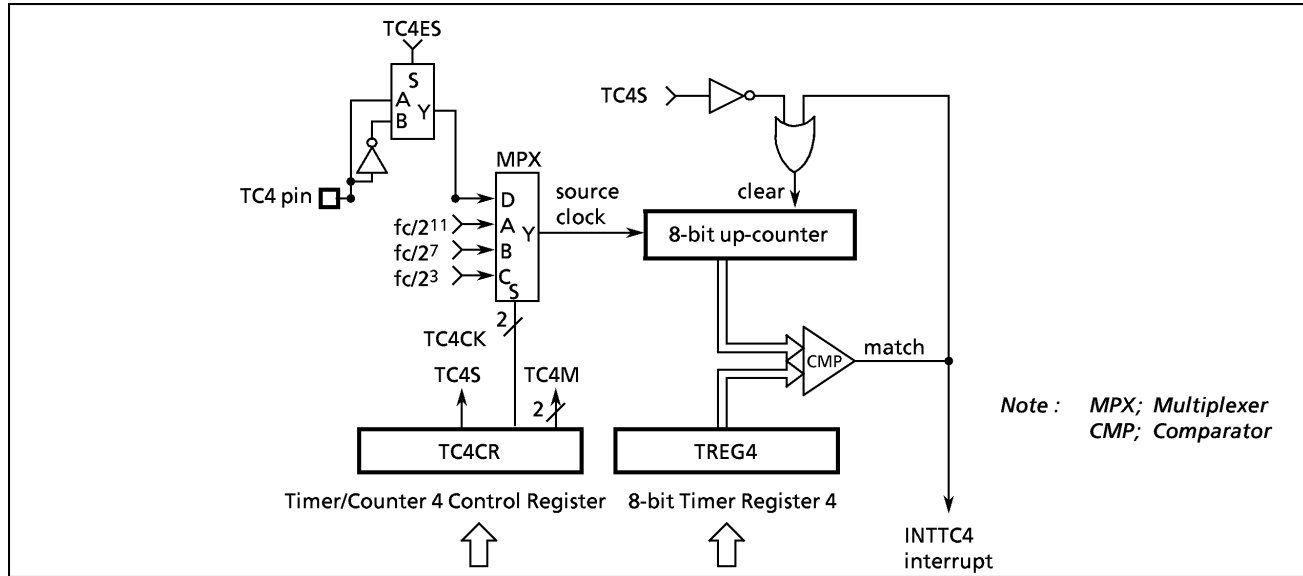 TC4ES
S
A
Y
B
TC4S
MPX
TC4 pin
D
source
clock
clear
fc/2¹¹
A
Y
8-bit up-counter
fc/2⁷
B
fc/2³
C
S
2
TC4CK
CMP
match
TC4S
TC4M
2
Note : MPX; Multiplexer
CMP; Comparator
TC4CR
TREG4
Timer/Counter 4 Control Register
8-bit Timer Register 4
INTTC4
interrupt